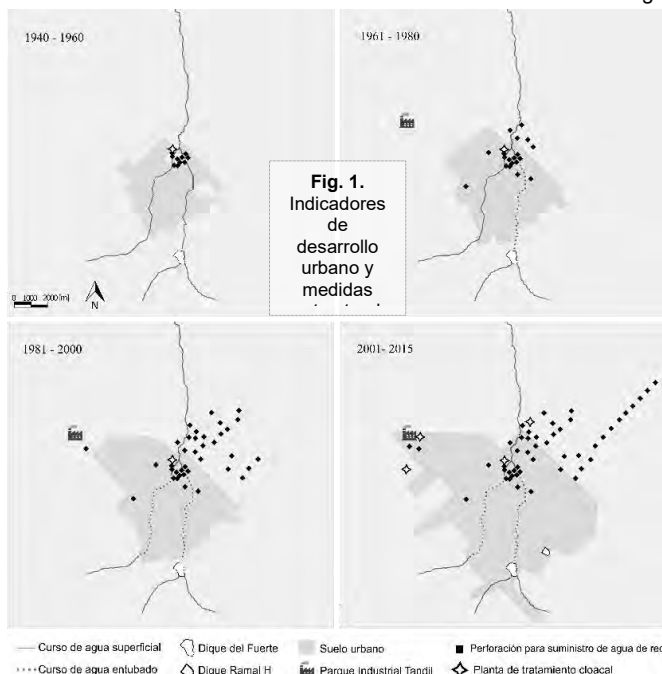 1940 - 1960
1961 - 1980
Fig. 1.
Indicadores
de
desarrollo
urbano y
medidas
0 1000 2000 [m]
N
1981 - 2000
2001- 2015
Curso de agua superficial
Dique del Fuerte
Suelo urbano
Perforación para suministro de agua de red
Curso de agua entubado
Dique Ramal H
Parque Industrial Tandil
Planta de tratamiento cloacal